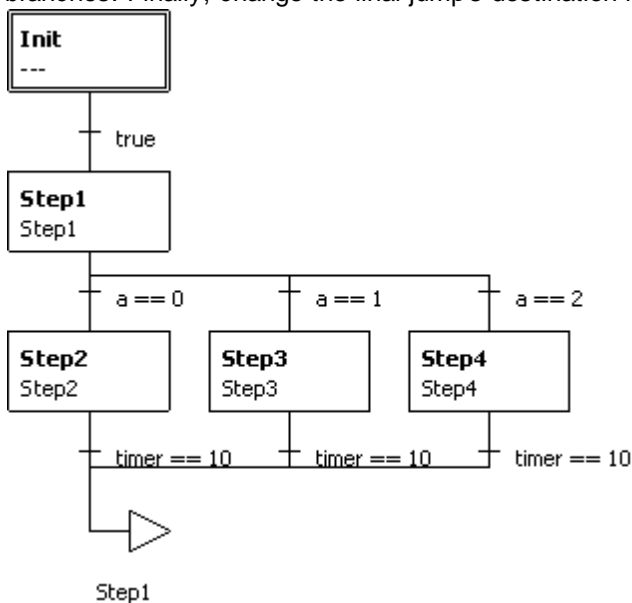 branches. Finally, change the final jump's destination
Init
---
true
Step1
Step1
a == 0
a == 1
a == 2
Step2
Step2
Step3
Step3
Step4
Step4
timer == 10
timer == 10
timer == 10
Step1